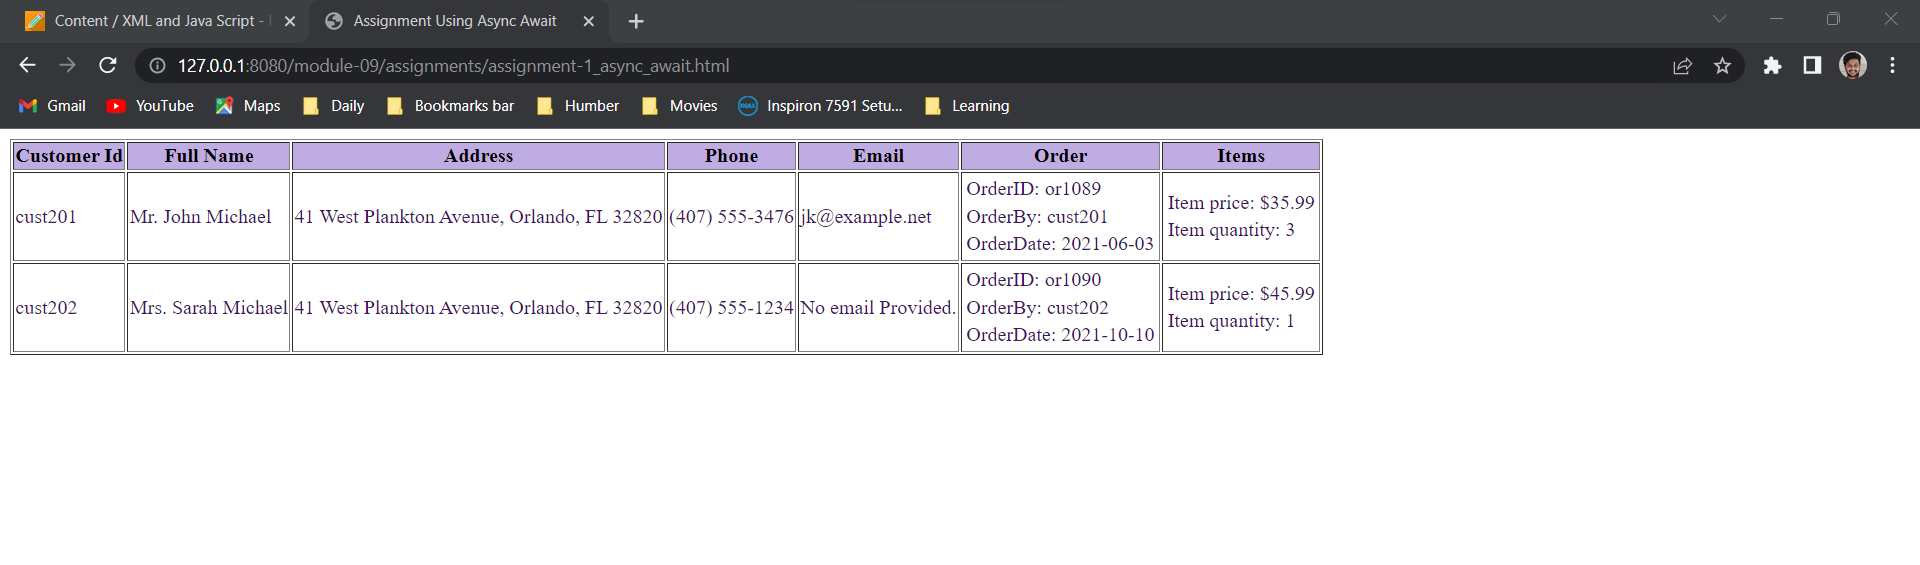 Content / XML and Java Script -
Assignment Using Async Await
127.0.0.1:8080/module-09/assignments/assignment-1_async_await.html
Gmail YouTube Maps Daily Bookmarks bar Humber Movies DELL Inspiron 7591 Setu... Learning
Customer Id Full Name Address Phone Email Order Items
cust201 Mr. John Michael 41 West Plankton Avenue, Orlando, FL 32820 (407) 555-3476 jk@example.net
OrderID: or1089
OrderBy: cust201
OrderDate: 2021-06-03
Item price: $35.99
Item quantity: 3
cust202 Mrs. Sarah Michael 41 West Plankton Avenue, Orlando, FL 32820 (407) 555-1234 No email Provided.
OrderID: or1090
OrderBy: cust202
OrderDate: 2021-10-10
Item price: $45.99
Item quantity: 1